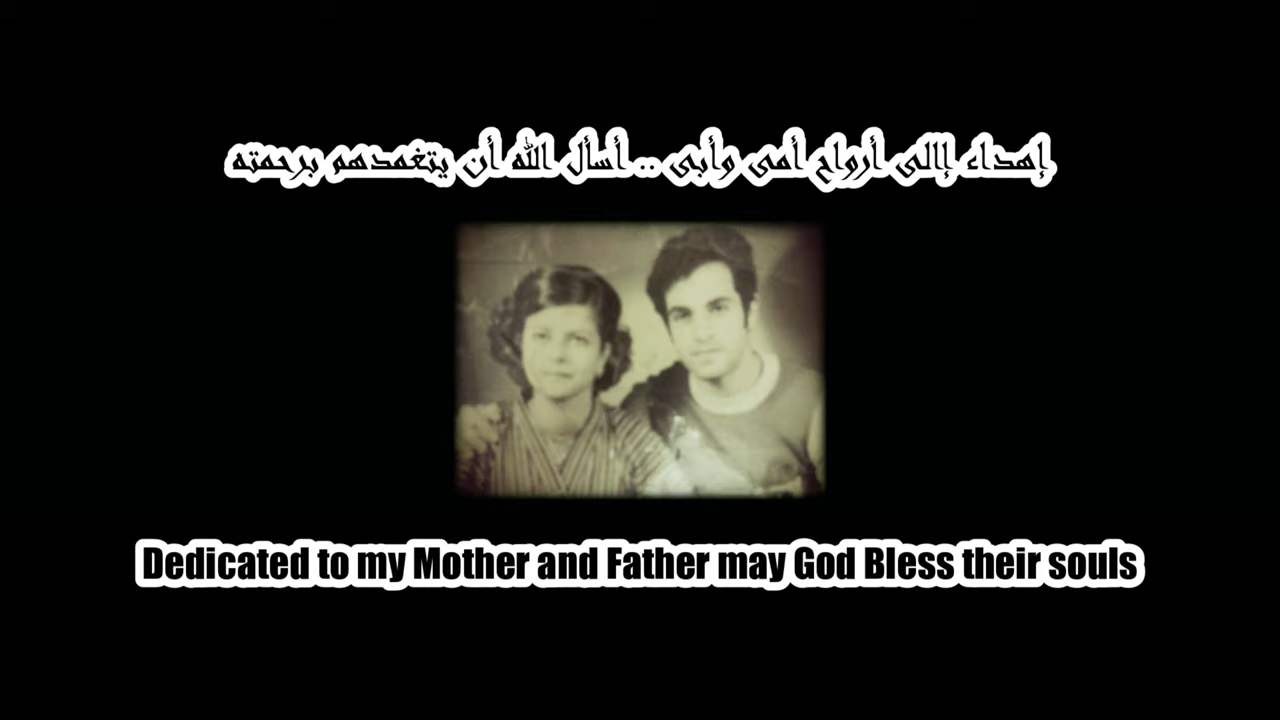 إهداء إالى أرواح أمى وأبى .. أسأل الله أن يتغمدهم برحمته
Dedicated to my Mother and Father may God Bless their souls